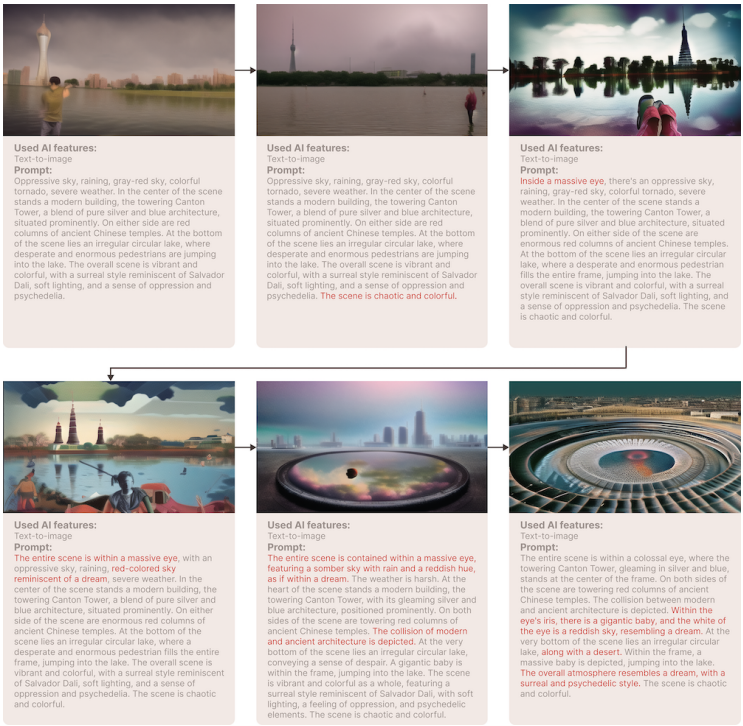 Used AI features:
Text-to-image
Prompt:
Oppressive sky, raining, gray-red sky, colorful
tornado, severe weather. In the center of the scene
stands a modern building, the towering Canton
Tower, a blend of pure silver and blue architecture,
situated prominently. On either side are red
columns of ancient Chinese temples. At the bottom
of the scene lies an irregular circular lake, where
desperate and enormous pedestrians are jumping
into the lake. The overall scene is vibrant and
colorful, with a surreal style reminiscent of Salvador
Dali, soft lighting, and a sense of oppression and
psychedelia.
Used AI features:
Text-to-image
Prompt:
Oppressive sky, raining, gray-red sky, colorful
tornado, severe weather. In the center of the scene
stands a modern building, the towering Canton
Tower, a blend of pure silver and blue architecture,
situated prominently. On either side are red
columns of ancient Chinese temples. At the bottom
of the scene lies an irregular circular lake, where
desperate and enormous pedestrians are jumping
into the lake. The overall scene is vibrant and
colorful, with a surreal style reminiscent of Salvador
Dali, soft lighting, and a sense of oppression and
psychedelia. The scene is chaotic and colorful.
Used AI features:
Text-to-image
Prompt:
Inside a massive eye, there's an oppressive sky,
raining, gray-red sky, colorful tornado, severe
weather. In the center of the scene stands a
modern building, the towering Canton Tower, a
blend of pure silver and blue architecture, situated
prominently. On either side of the scene are
enormous red columns of ancient Chinese temples.
At the bottom of the scene lies an irregular circular
lake, where a desperate and enormous pedestrian
fills the entire frame, jumping into the lake. The
overall scene is vibrant and colorful, with a surreal
style reminiscent of Salvador Dali, soft lighting, and
a sense of oppression and psychedelia. The scene
is chaotic and colorful.
Used AI features:
Text-to-image
Prompt:
The entire scene is within a massive eye, with an
oppressive sky, raining, red-colored sky
reminiscent of a dream, severe weather. In the
center of the scene stands a modern building, the
towering Canton Tower, a blend of pure silver and
blue architecture, situated prominently. On either
side of the scene are enormous red columns of
ancient Chinese temples. At the bottom of the
scene lies an irregular circular lake, where a
desperate and enormous pedestrian fills the entire
frame, jumping into the lake. The overall scene is
vibrant and colorful, with a surreal style reminiscent
of Salvador Dali, soft lighting, and a sense of
oppression and psychedelia. The scene is chaotic
and colorful.
Used AI features:
Text-to-image
Prompt:
The entire scene is contained within a massive eye,
featuring a somber sky with rain and a reddish hue,
as if within a dream. The weather is harsh. At the
heart of the scene stands a modern building, the
towering Canton Tower, with its gleaming silver and
blue architecture, positioned prominently. On both
sides of the scene are towering red columns of
ancient Chinese temples. The collision of modern
and ancient architecture is depicted. At the very
bottom of the scene lies an irregular circular lake,
conveying a sense of despair. A gigantic baby is
within the frame, jumping into the lake. The scene
is vibrant and colorful as a whole, featuring a
surreal style reminiscent of Salvador Dali, with soft
lighting, a feeling of oppression, and psychedelic
elements. The scene is chaotic and colorful.
Used AI features:
Text-to-image
Prompt:
The entire scene is within a colossal eye, where the
towering Canton Tower, gleaming in silver and blue,
stands at the center of the frame. On both sides of
the scene are towering red columns of ancient
Chinese temples. The collision between modern
and ancient architecture is depicted. Within the
eye's iris, there is a gigantic baby, and the white of
the eye is a reddish sky, resembling a dream. At the
very bottom of the scene lies an irregular circular
lake, along with a desert. Within the frame, a
massive baby is depicted, jumping into the lake.
The overall atmosphere resembles a dream, with a
surreal and psychedelic style. The scene is chaotic
and colorful.